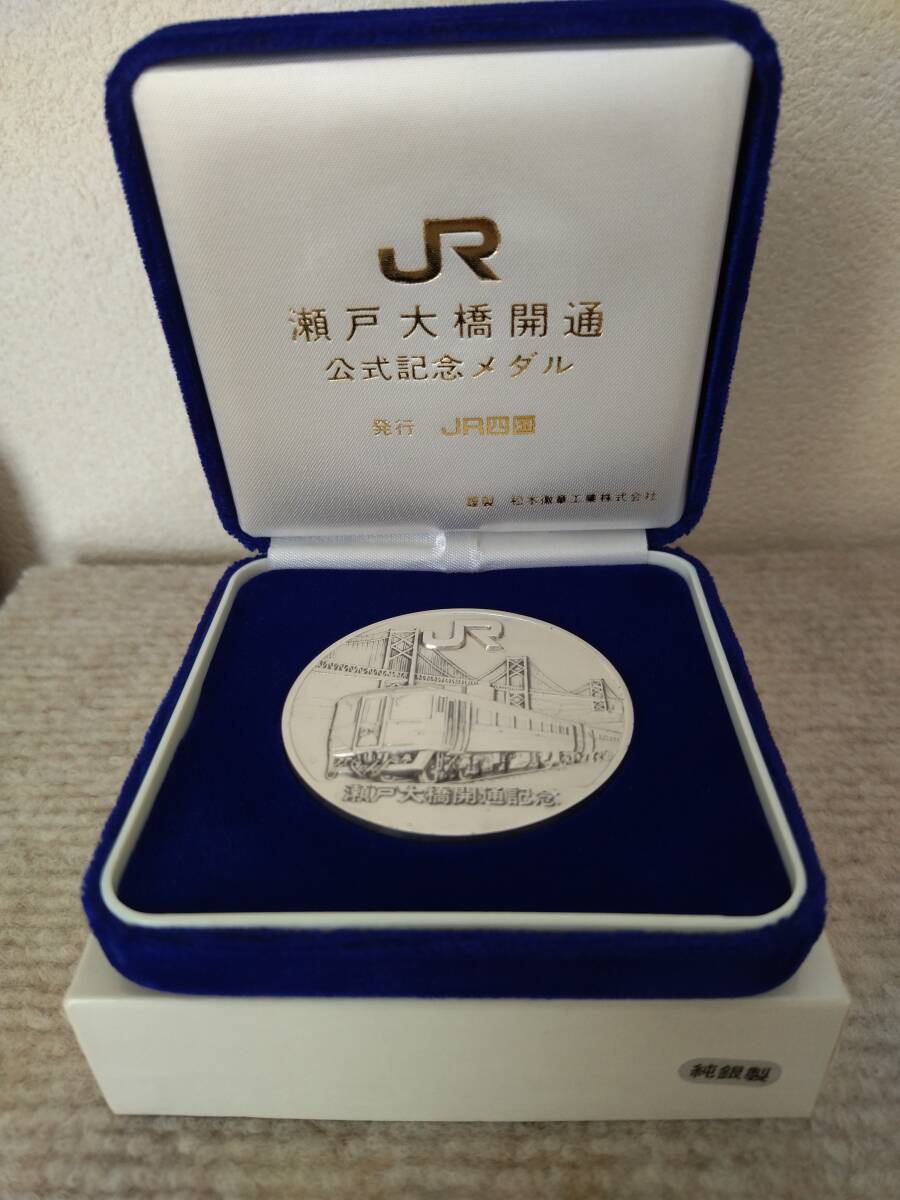 JR
瀬戸大橋開通
公式記念メダル
発行 JR四国
謹製 松本徽章工業株式会社
JR
瀬戸大橋開通記念
純銀製